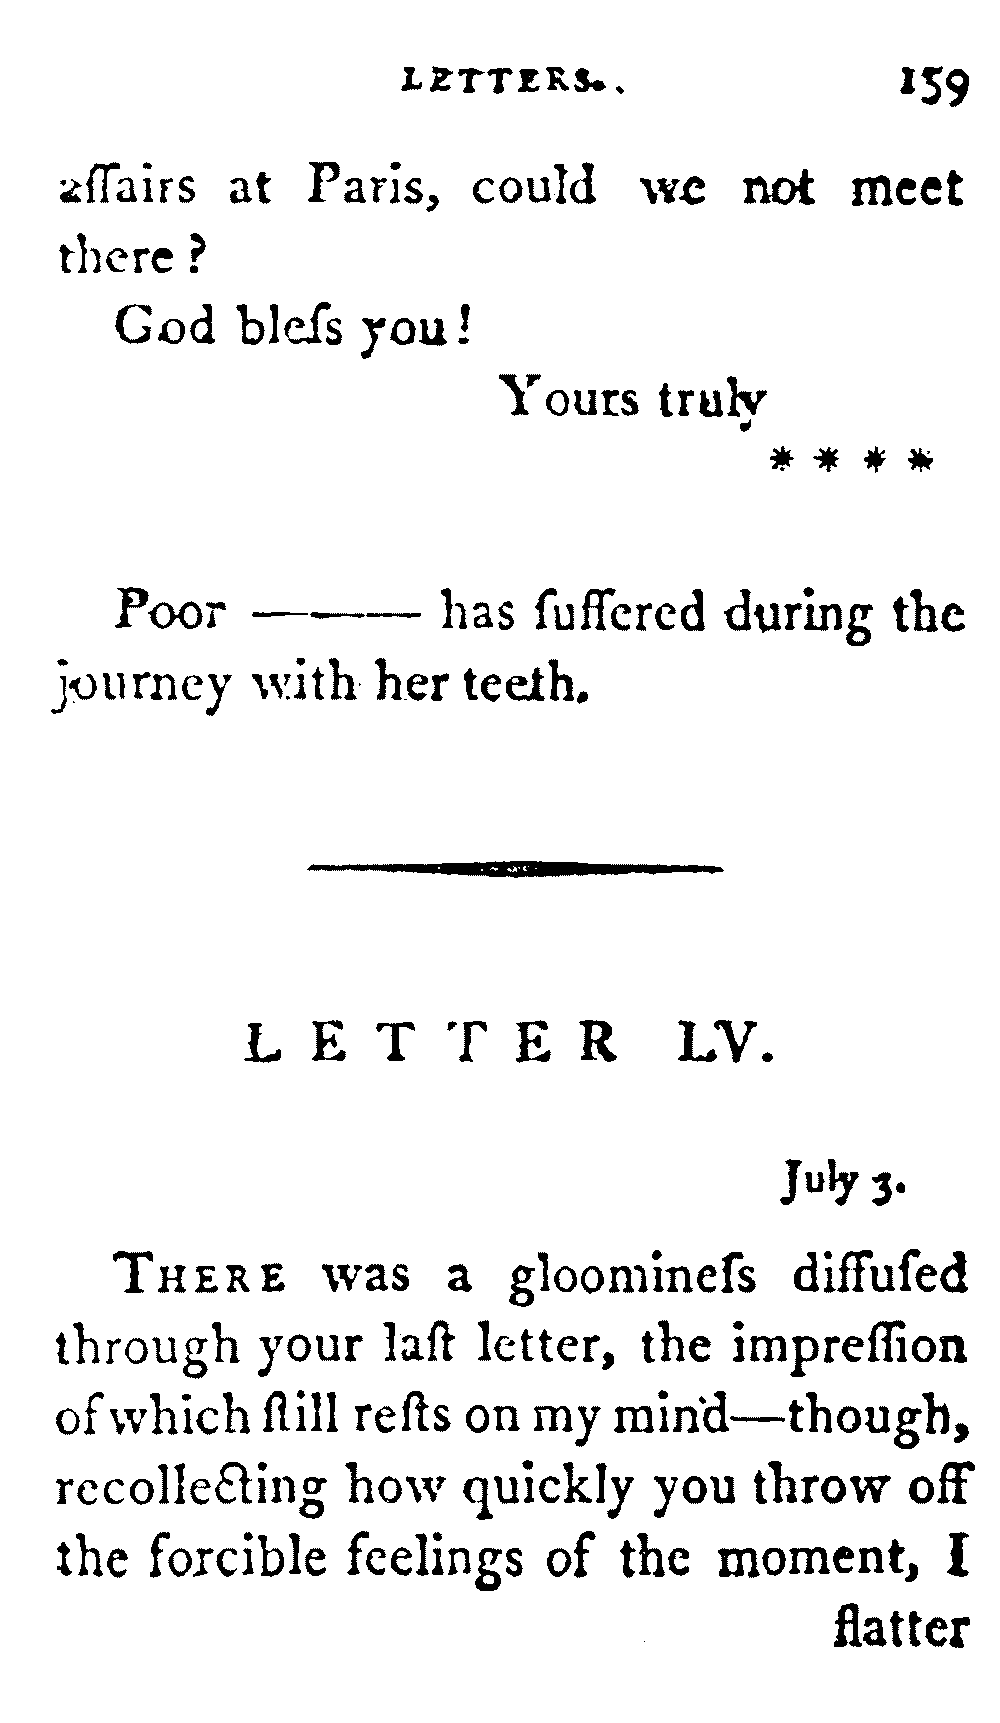 LETTERS. 159
affairs at Paris, could we not meet
there ?
God bleſs you !
Yours truly
* * * *
Poor ——— has ſuffered during the
journey with her teeth.
LETTER LV.
July 3.
THERE was a gloomineſs diffuſed
through your laſt letter, the impreſſion
of which ſtill reſts on my mind—though,
recollecting how quickly you throw off
the forcible feelings of the moment, I
flatter